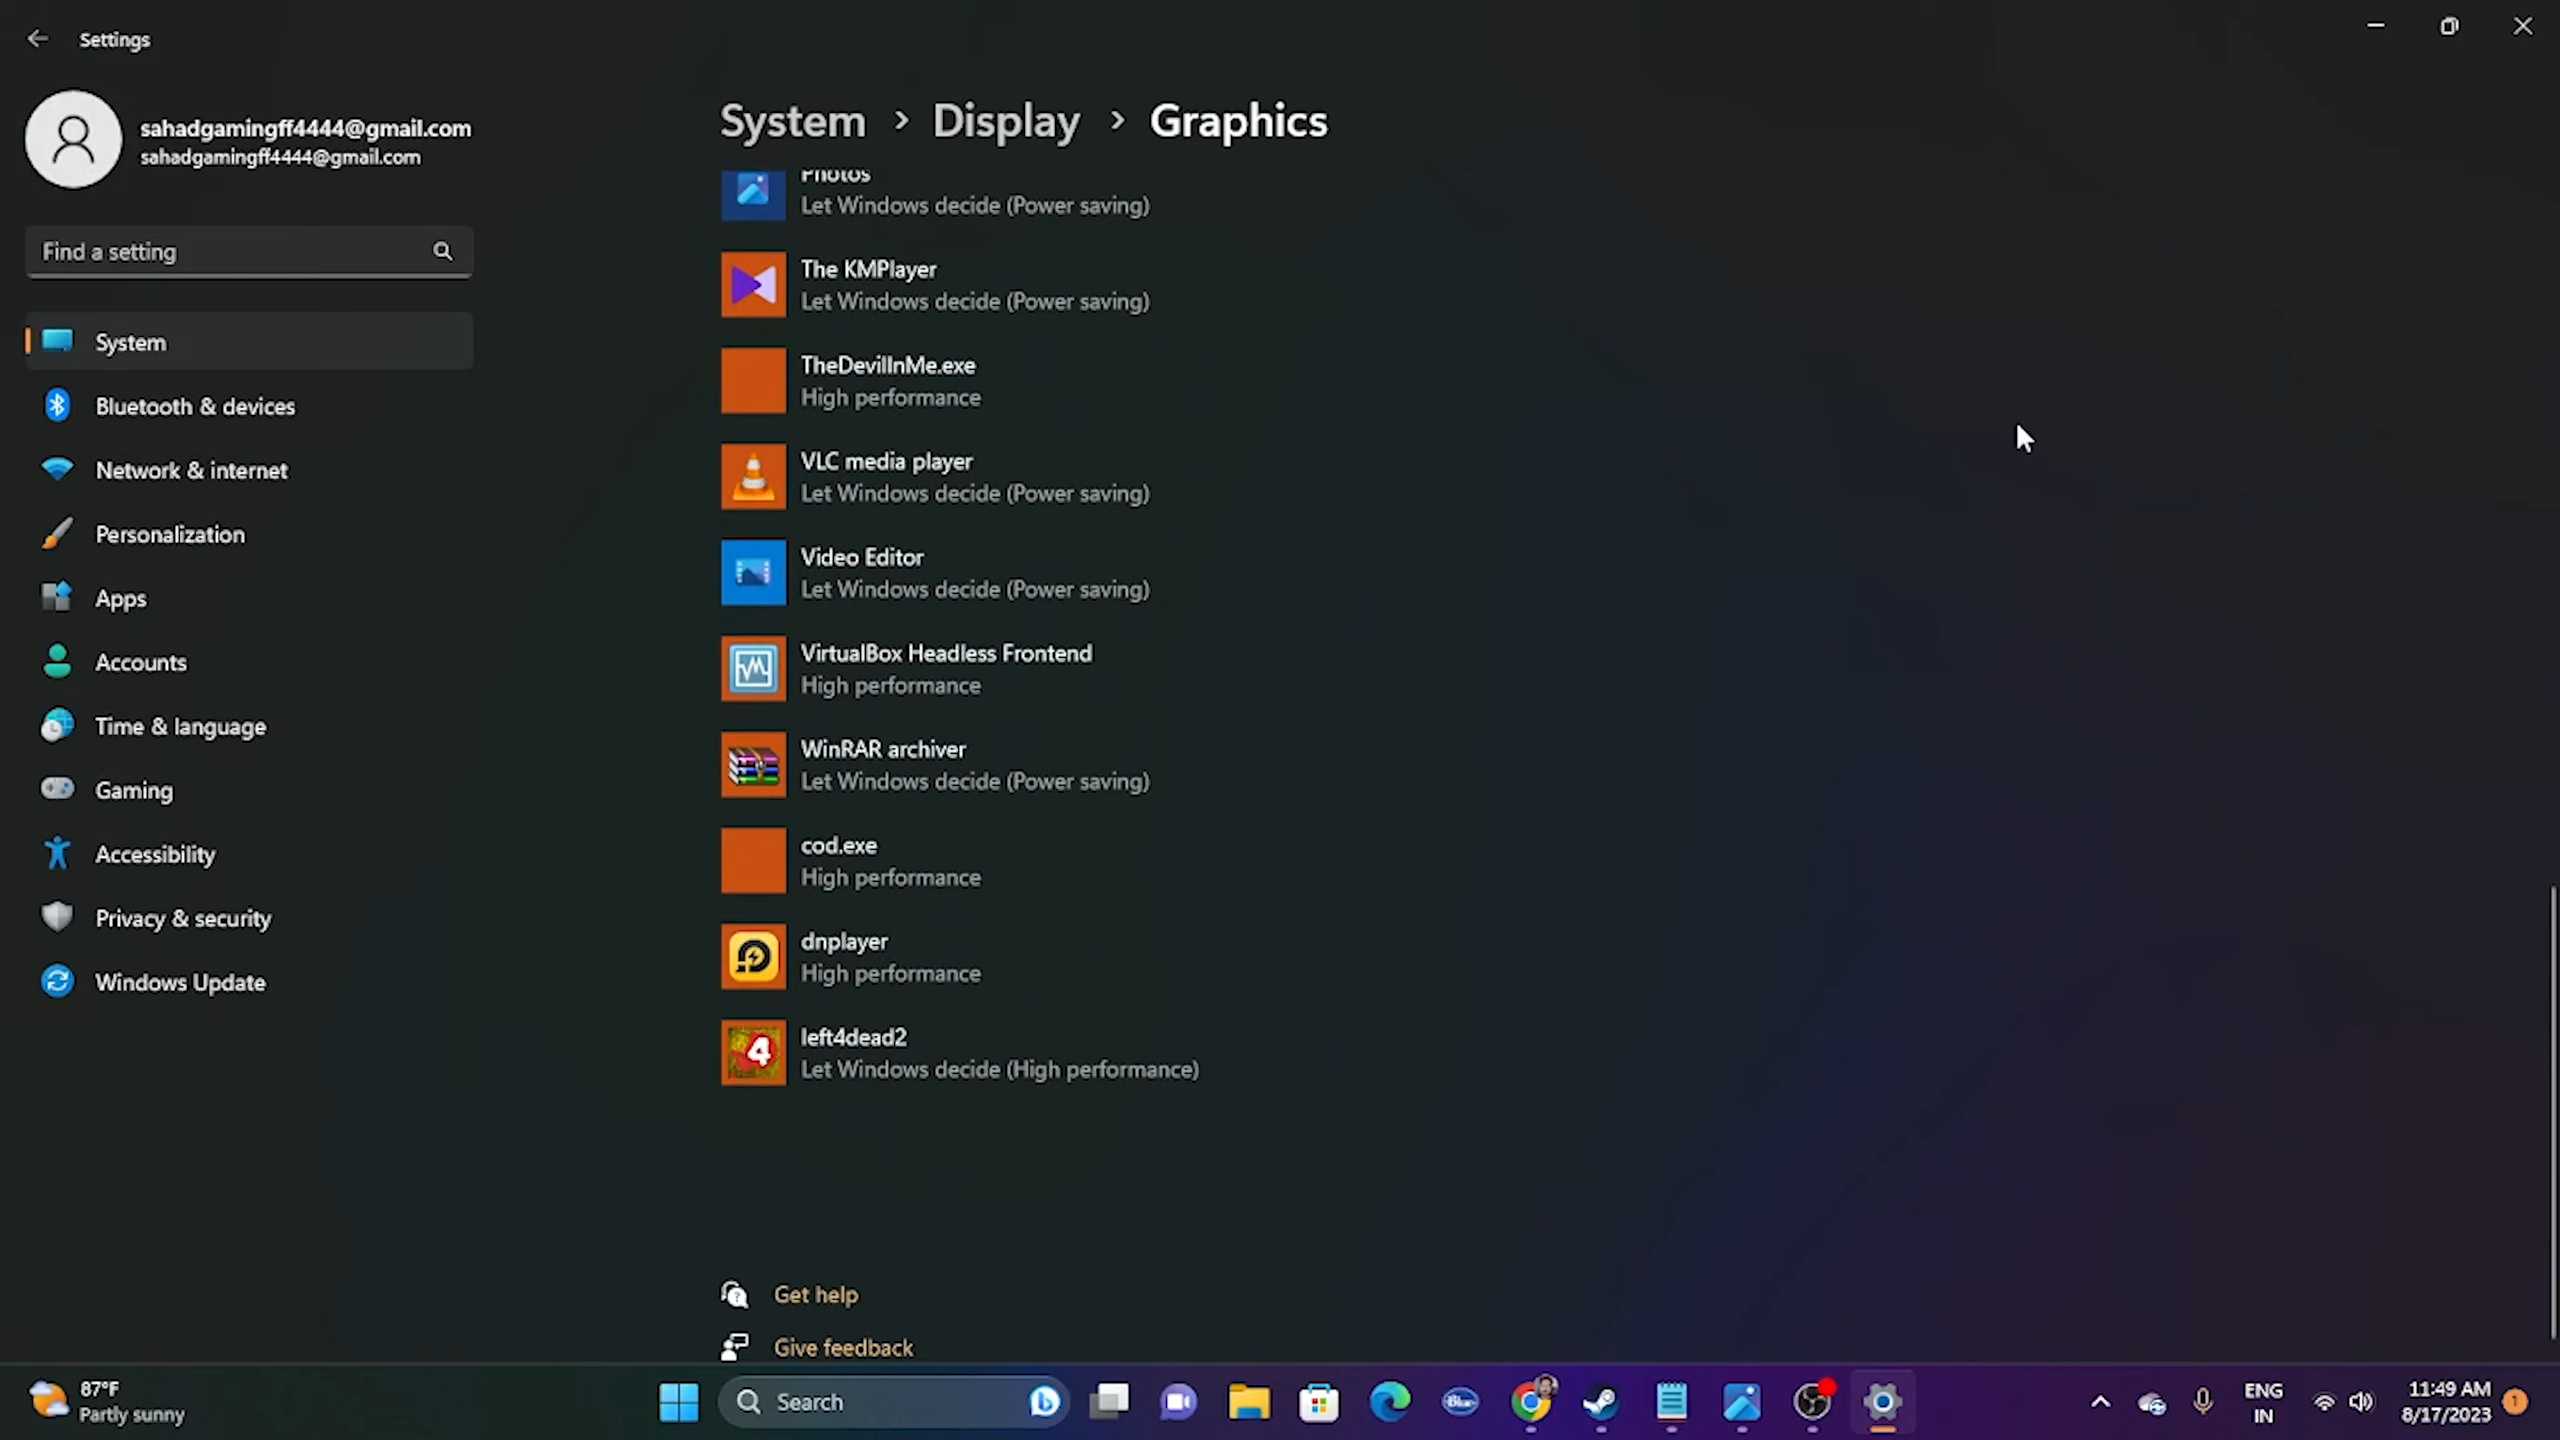 Settings
sahadgamingff4444@gmail.com
sahadgamingff4444@gmail.com
Find a setting
System
Bluetooth & devices
Network & internet
Personalization
Apps
Accounts
Time & language
Gaming
Accessibility
Privacy & security
Windows Update
System > Display > Graphics
Photos
Let Windows decide (Power saving)
The KMPlayer
Let Windows decide (Power saving)
TheDevilInMe.exe
High performance
VLC media player
Let Windows decide (Power saving)
Video Editor
Let Windows decide (Power saving)
VirtualBox Headless Frontend
High performance
WinRAR archiver
Let Windows decide (Power saving)
cod.exe
High performance
dnplayer
High performance
4
left4dead2
Let Windows decide (High performance)
Get help
Give feedback
87°F
Partly sunny
Search
ENG
IN
11:49 AM
8/17/2023
1